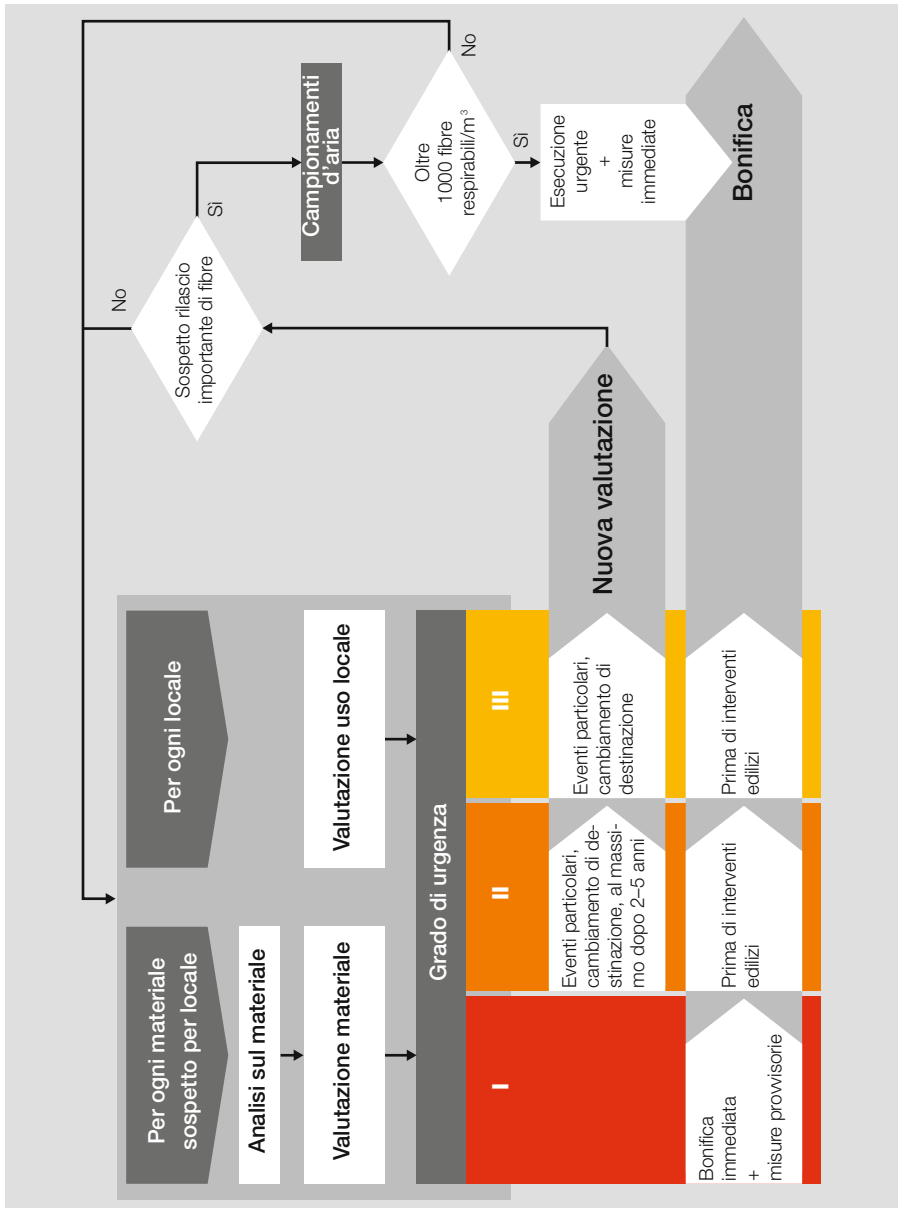 Per ogni materiale
sospetto per locale
Analisi sul materiale
Valutazione materiale
Per ogni locale
Valutazione uso locale
Grado di urgenza
I
II
III
Eventi particolari,
cambiamento di de-
stinazione, al massi-
mo dopo 2–5 anni
Eventi particolari,
cambiamento di
destinazione
Nuova valutazione
Bonifica
immediata
+
misure provvisorie
Prima di interventi
edilizi
Prima di interventi
edilizi
Bonifica
Sospetto rilascio
importante di fibre
No
Sì
Campionamenti
d'aria
Oltre
1000 fibre
respirabili/m³
No
Sì
Esecuzione
urgente
+
misure
immediate